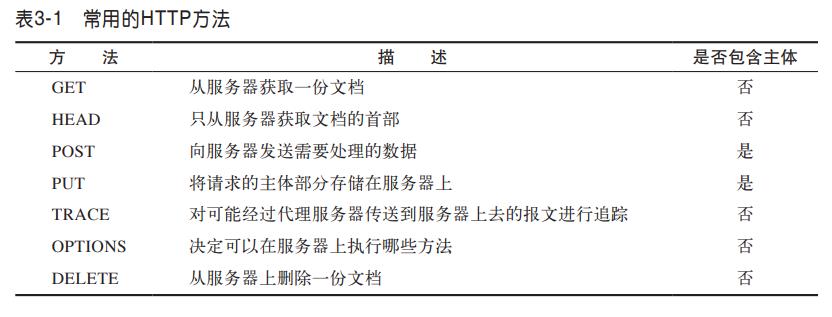 表3-1 常用的HTTP方法
方 法 描 述 是否包含主体
GET 从服务器获取一份文档 否
HEAD 只从服务器获取文档的首部 否
POST 向服务器发送需要处理的数据 是
PUT 将请求的主体部分存储在服务器上 是
TRACE 对可能经过代理服务器传送到服务器上去的报文进行追踪 否
OPTIONS 决定可以在服务器上执行哪些方法 否
DELETE 从服务器上删除一份文档 否